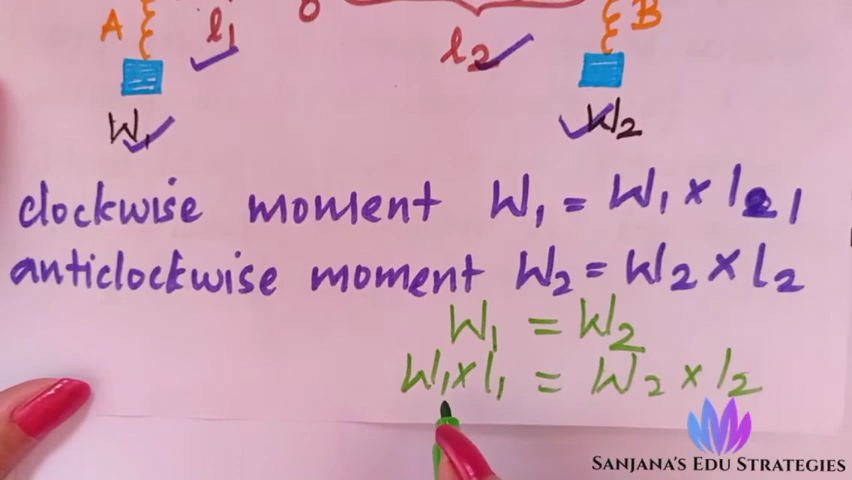 A l1 O l2 B
W1 W2
clockwise moment W1 = W1 × l1
anticlockwise moment W2 = W2 × l2
W1 = W2
W1 × l1 = W2 × l2
SANJANA'S EDU STRATEGIES